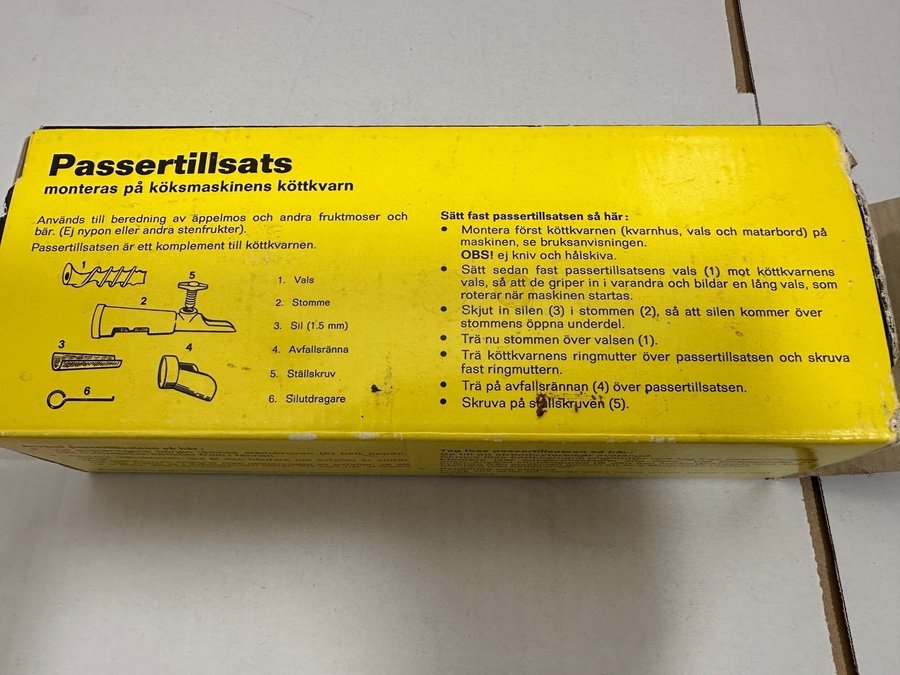 Passertillsats
monteras på köksmaskinens köttkvarn
Används till beredning av äppelmos och andra fruktmoser och
bär. (Ej nypon eller andra stenfrukter).
Passertillsatsen är ett komplement till köttkvarnen.
1
5
2
3
4
6
1. Vals
2. Stomme
3. Sil (1.5 mm)
4. Avfallsränna
5. Ställskruv
6. Silutdragare
Sätt fast passertillsatsen så här:
• Montera först köttkvarnen (kvarnhus, vals och matarbord) på
maskinen, se bruksanvisningen.
OBS! ej kniv och hålskiva.
• Sätt sedan fast passertillsatsens vals (1) mot köttkvarnens
vals, så att de griper in i varandra och bildar en lång vals, som
roterar när maskinen startas.
• Skjut in silen (3) i stommen (2), så att silen kommer över
stommens öppna underdel.
• Trä nu stommen över valsen (1).
• Trä köttkvarnens ringmutter över passertillsatsen och skruva
fast ringmuttern.
• Trä på avfallsrännan (4) över passertillsatsen.
• Skruva på ställskruven (5).
Tag loss passertillsatsen så här: